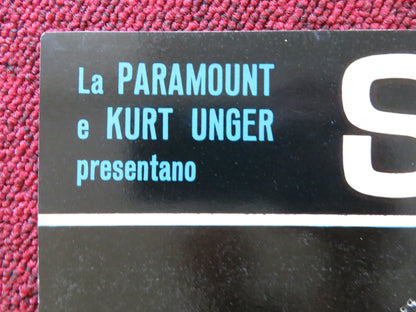 La PARAMOUNT
e KURT UNGER
presentano
S